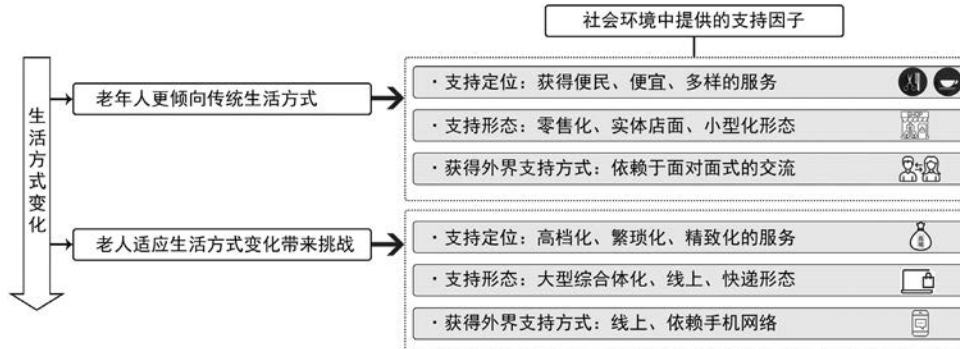 社会环境中提供的支持因子
生活方式变化
老年人更倾向传统生活方式
·支持定位：获得便民、便宜、多样的服务
·支持形态：零售化、实体店面、小型化形态
SHOP
·获得外界支持方式：依赖于面对面式的交流
老人适应生活方式变化带来挑战
·支持定位：高档化、繁琐化、精致化的服务
·支持形态：大型综合体化、线上、快递形态
·获得外界支持方式：线上、依赖手机网络